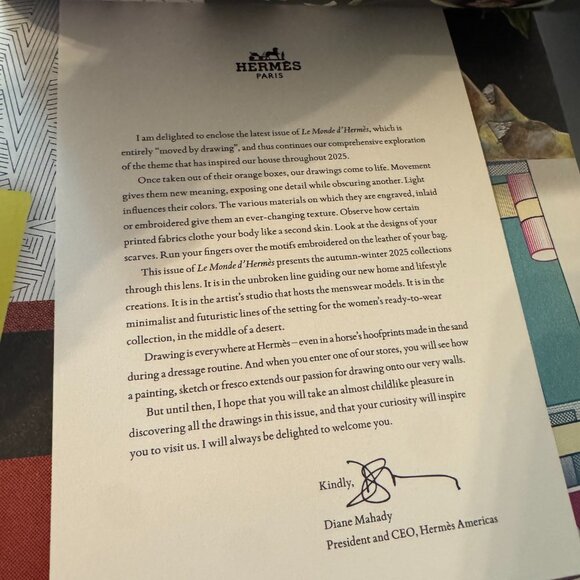 HERMÈS
PARIS
I am delighted to enclose the latest issue of Le Monde d'Hermès, which is
entirely “moved by drawing”, and thus continues our comprehensive exploration
of the theme that has inspired our house throughout 2025.
Once taken out of their orange boxes, our drawings come to life. Movement
gives them new meaning, exposing one detail while obscuring another. Light
influences their colors. The various materials on which they are engraved, inlaid
or embroidered give them an ever-changing texture. Observe how certain
printed fabrics clothe your body like a second skin. Look at the designs of your
scarves. Run your fingers over the motifs embroidered on the leather of your bag.
This issue of Le Monde d'Hermès presents the autumn-winter 2025 collections
through this lens. It is in the unbroken line guiding our new home and lifestyle
creations. It is in the artist's studio that hosts the menswear models. It is in the
minimalist and futuristic lines of the setting for the women's ready-to-wear
collection, in the middle of a desert.
Drawing is everywhere at Hermès—even in a horse's hoofprints made in the sand
during a dressage routine. And when you enter one of our stores, you will see how
a painting, sketch or fresco extends our passion for drawing onto our very walls.
But until then, I hope that you will take an almost childlike pleasure in
discovering all the drawings in this issue, and that your curiosity will inspire
you to visit us. I will always be delighted to welcome you.
Kindly,
Diane Mahady
President and CEO, Hermès Americas